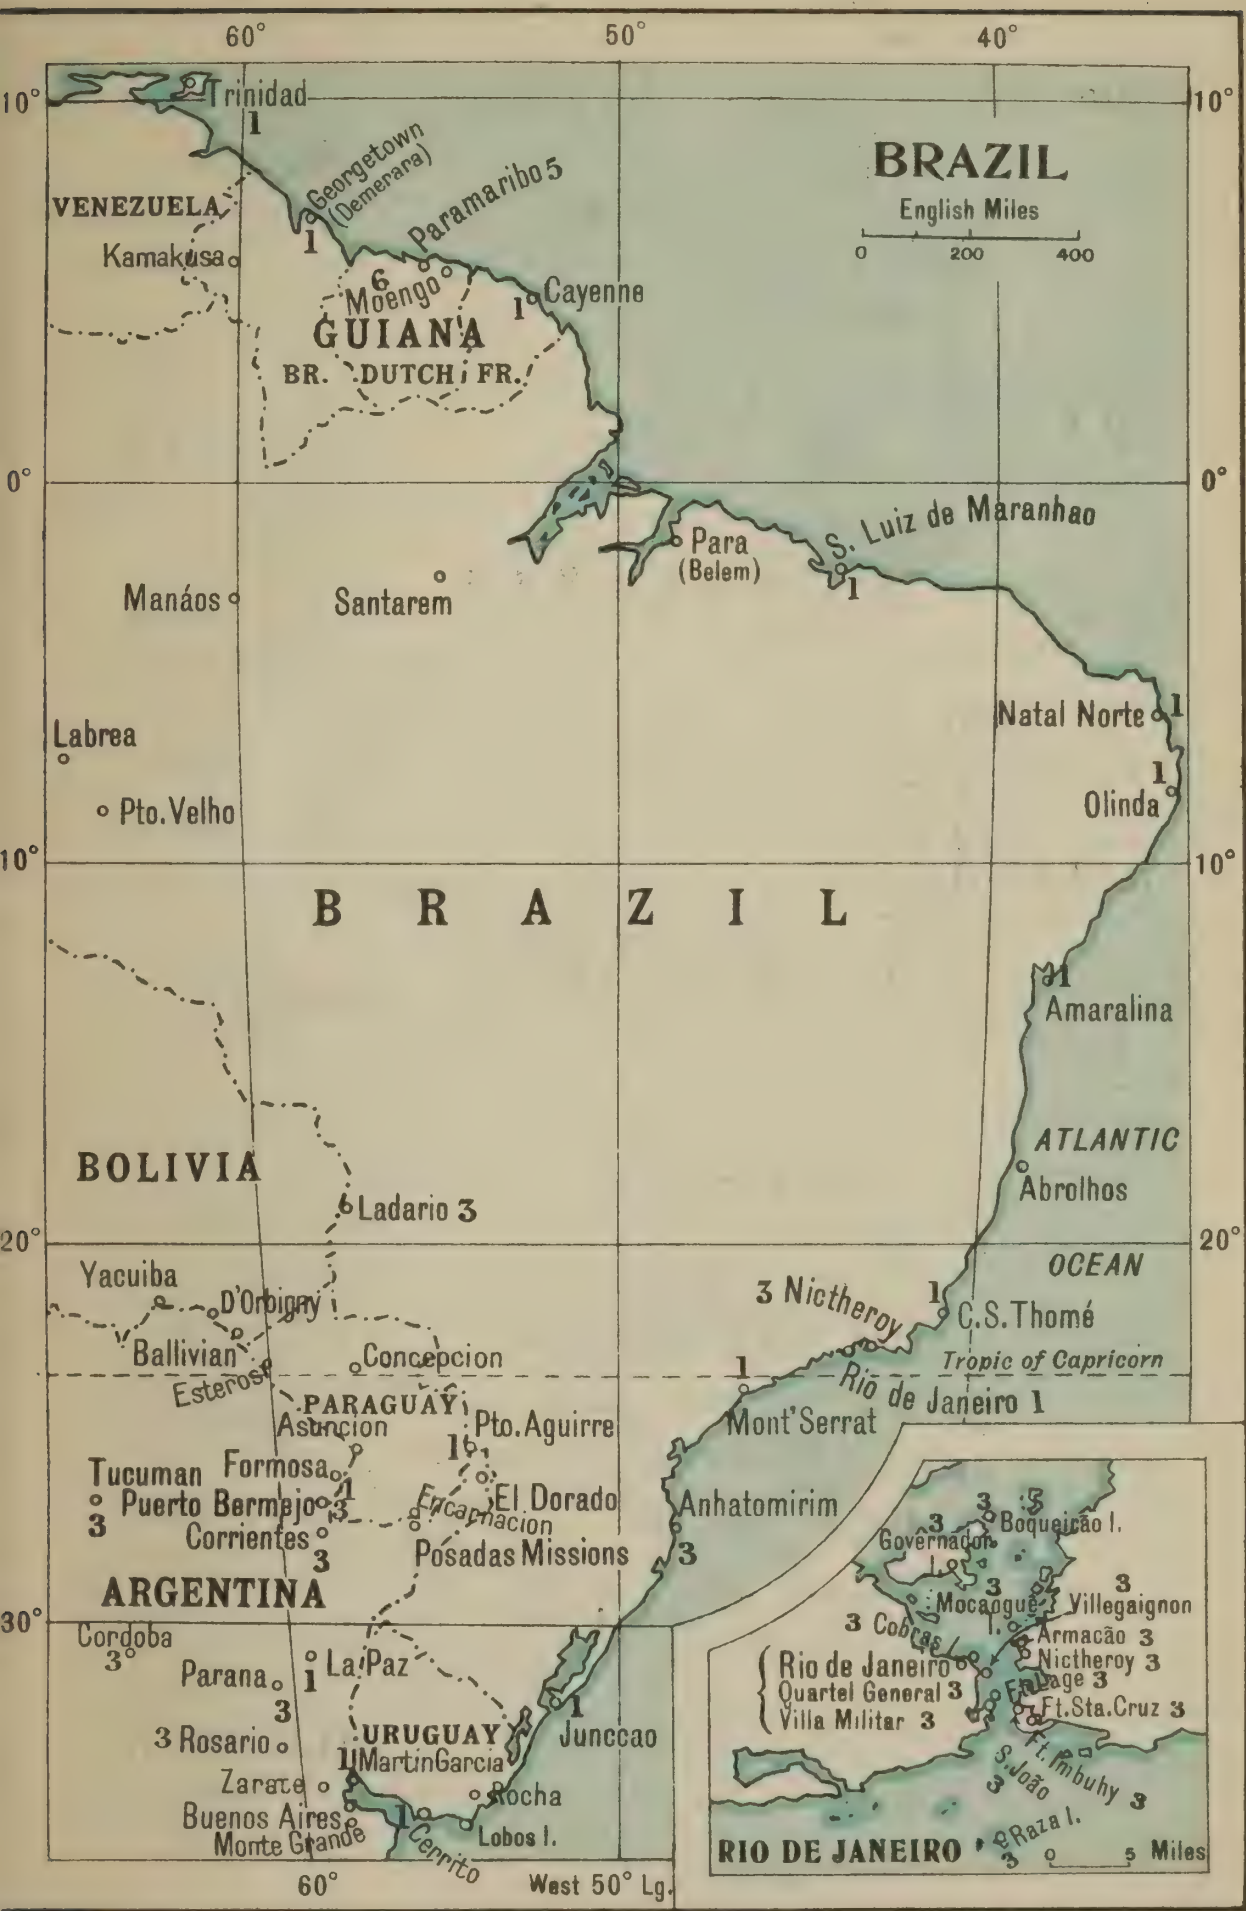 60°
50°
40°
10°
Trinidad
10°
1
BRAZIL
English Miles
0 200 400
Georgetown
(Demerara)
1
Paramaribo 5
VENEZUELA
Kamakusa
6
Moengo
1
Cayenne
GUIANA
BR. DUTCH FR.
0°
0°
S. Luiz de Maranhao
1
Para
(Belem)
Manáos
Santarem
Natal Norte 1
Labrea
1
Olinda
Pto. Velho
10°
10°
BRAZIL
1
Amaralina
ATLANTIC
BOLIVIA
Abrolhos
Ladario 3
20°
20°
OCEAN
Yacuiba
D'Orbigny
3 Nictheroy
1
C.S. Thomé
Ballivian
Concepcion
Tropic of Capricorn
Esteros
1
Rio de Janeiro 1
PARAGUAY
Mont' Serrat
Asuncion
Pto. Aguirre
1
Tucuman
3
Formosa
1
Puerto Bermejo
3
El Dorado
Encarnacion
Anhatomirim
3
Corrientes
3
Posadas Missions
ARGENTINA
30°
Cordoba
3
La Paz
1
Parana
3
1
Junccao
3 Rosario
URUGUAY
1
Martin Garcia
Zarate
Rocha
Buenos Aires
1
Monte Grande
Cerrito
Lobos I.
60°
West 50° Lg.
3
Boqueirão I.
3
Governador
I.
3
Mocangue
I.
3
Villegaignon
3 Cobras I.
Armacão 3
Rio de Janeiro
Nictheroy 3
Quartel General 3
Ft. Lage 3
Villa Militar 3
Ft. Sta. Cruz 3
Ft. Imbuhy 3
S. João
3
Raza I.
3
RIO DE JANEIRO
0 5 Miles